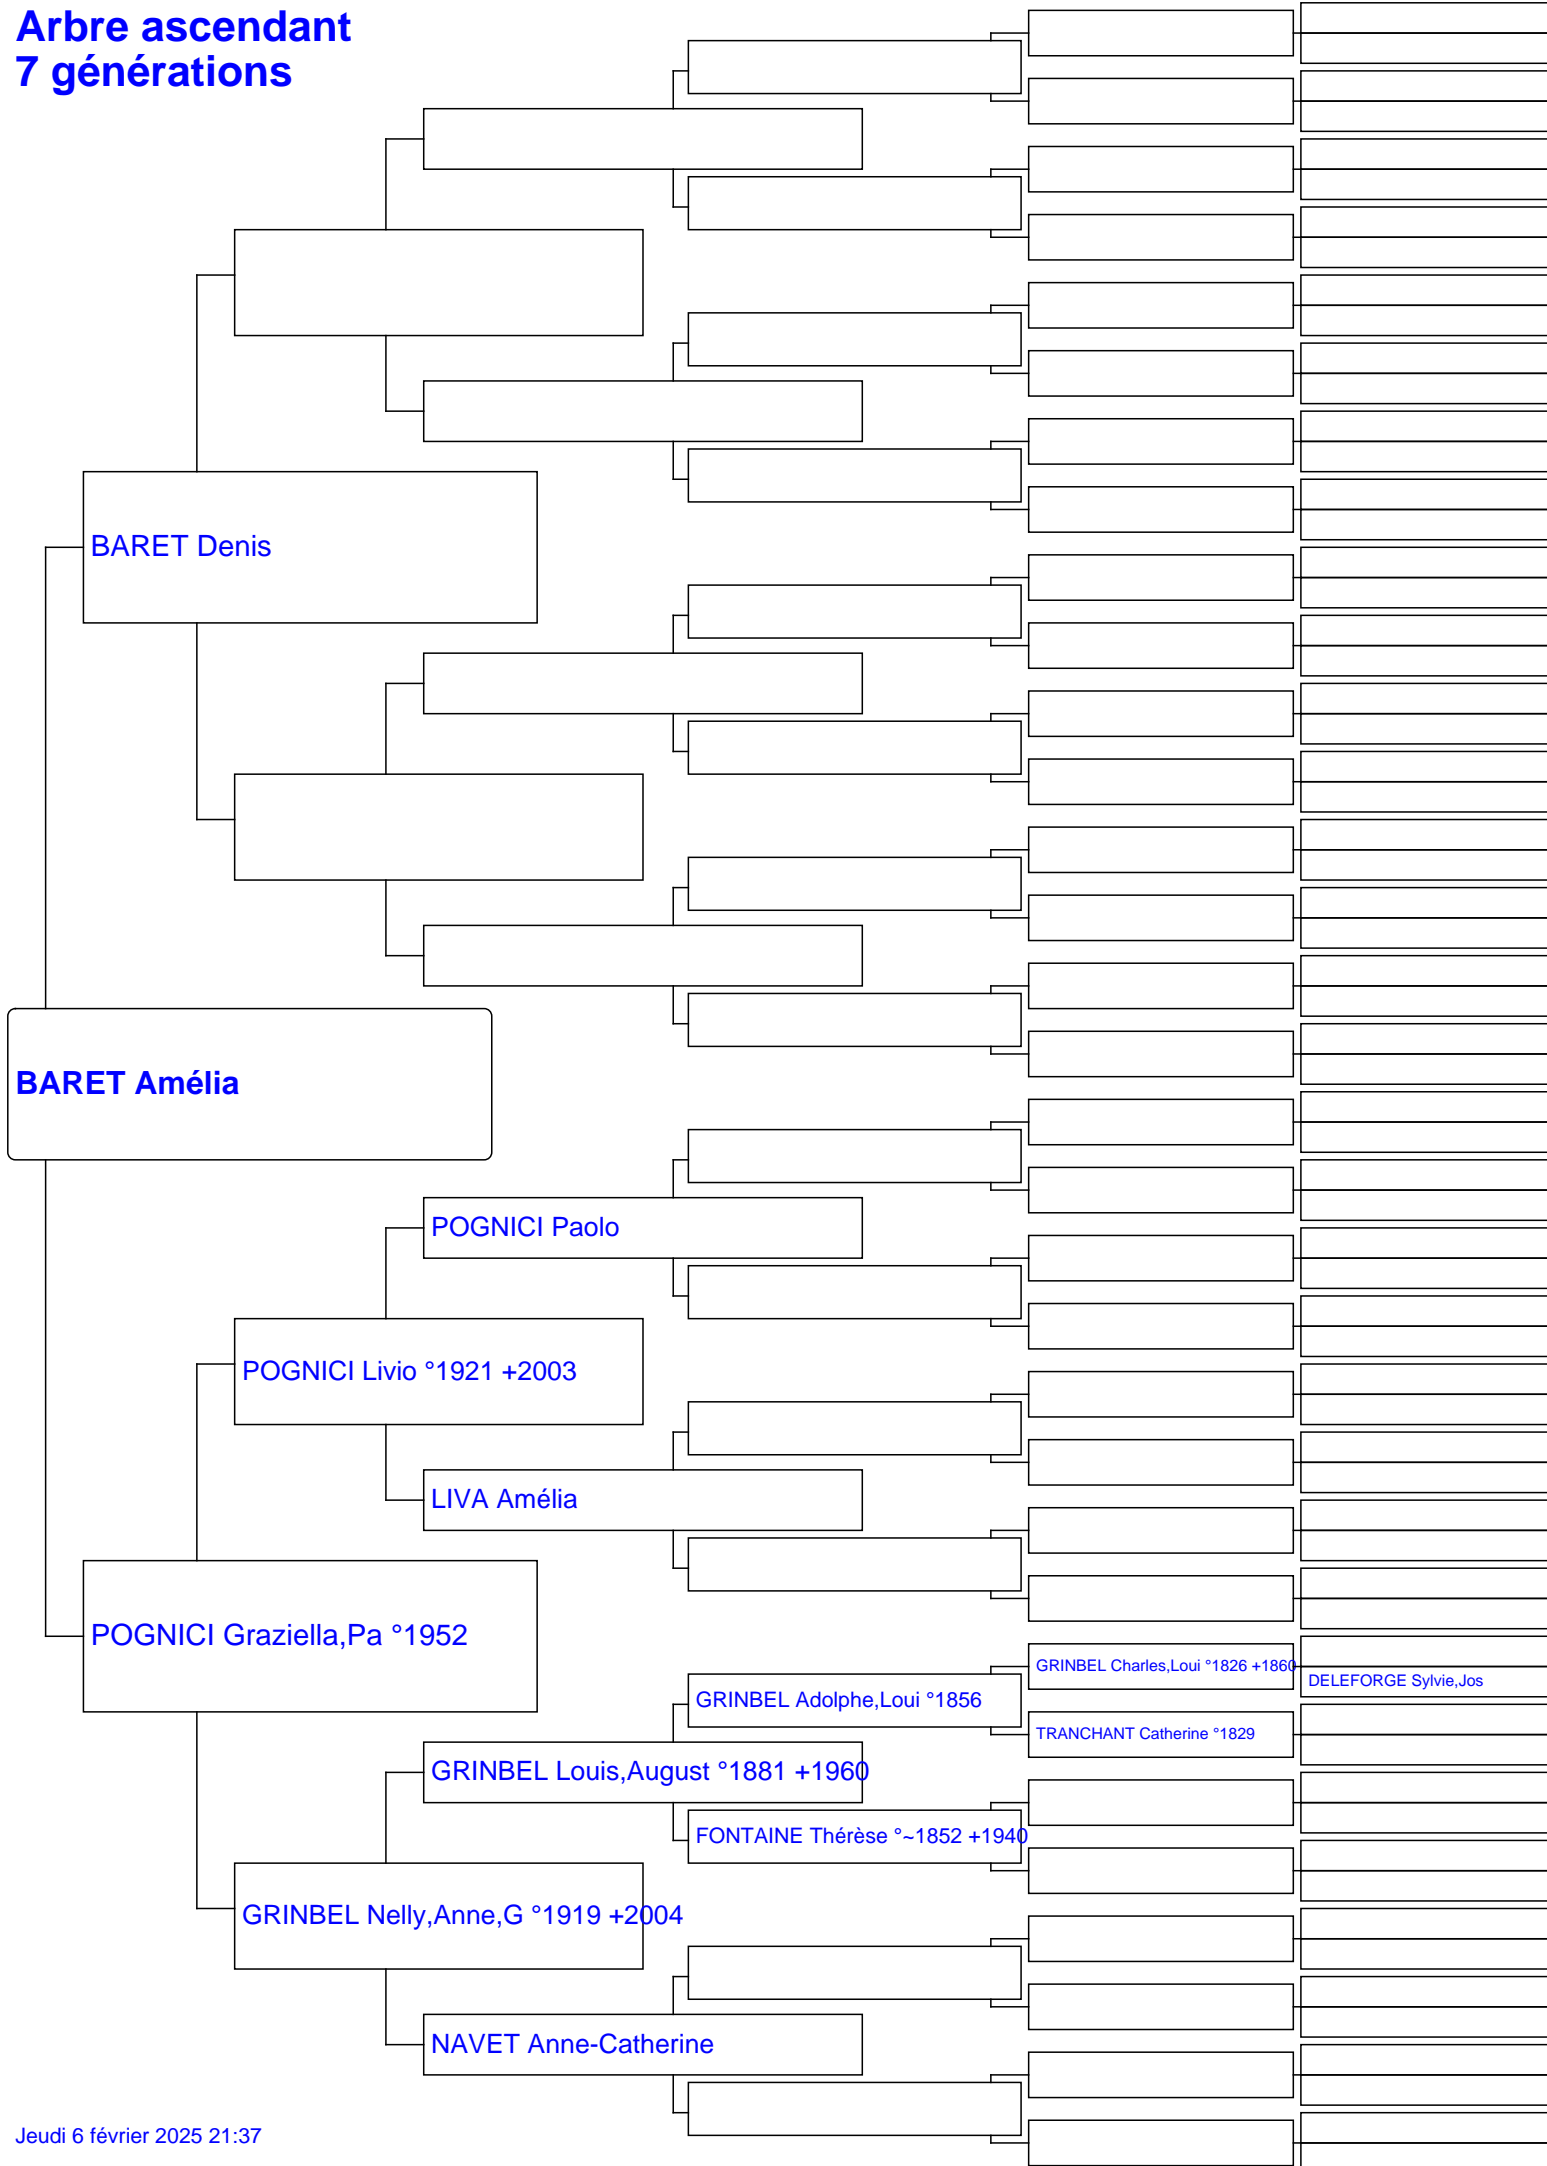 Arbre ascendant
7 générations
BARET Denis
BARET Amélia
POGNICI Paolo
POGNICI Livio °1921 +2003
LIVA Amélia
POGNICI Graziella,Pa °1952
GRINBEL Charles,Loui °1826 +1860
DELEFORGE Sylvie,Jos
GRINBEL Adolphe,Loui °1856
TRANCHANT Catherine °1829
GRINBEL Louis,August °1881 +1960
FONTAINE Thérèse °~1852 +1940
GRINBEL Nelly,Anne,G °1919 +2004
NAVET Anne-Catherine
Jeudi 6 février 2025 21:37